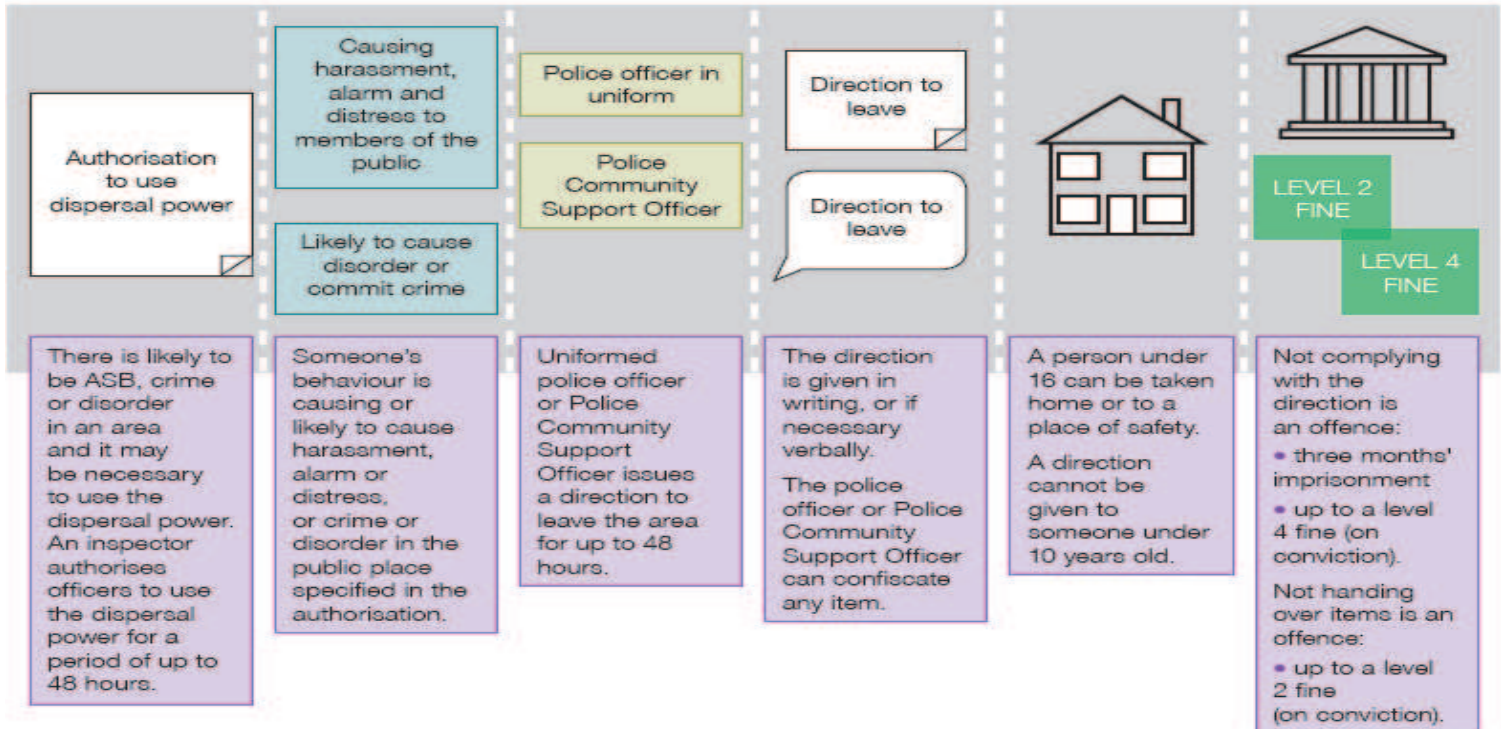 Authorisation
to use
dispersal power
Causing
harassment,
alarm and
distress to
members of the
public
Likely to cause
disorder or
commit crime
Police officer in
uniform
Police
Community
Support Officer
Direction to
leave
Direction to
leave
LEVEL 2
FINE
LEVEL 4
FINE
There is likely to
be ASB, crime
or disorder
in an area
and it may
be necessary
to use the
dispersal power.
An inspector
authorises
officers to use
the dispersal
power for a
period of up to
48 hours.
Someone's
behaviour is
causing or
likely to cause
harassment,
alarm or
distress,
or crime or
disorder in the
public place
specified in the
authorisation.
Uniformed
police officer
or Police
Community
Support
Officer issues
a direction to
leave the area
for up to 48
hours.
The direction
is given in
writing, or if
necessary
verbally.
The police
officer or Police
Community
Support Officer
can confiscate
any item.
A person under
16 can be taken
home or to a
place of safety.
A direction
cannot be
given to
someone under
10 years old.
Not complying
with the
direction is
an offence:
• three months'
imprisonment
• up to a level
4 fine (on
conviction).
Not handing
over items is an
offence:
• up to a level
2 fine
(on conviction).